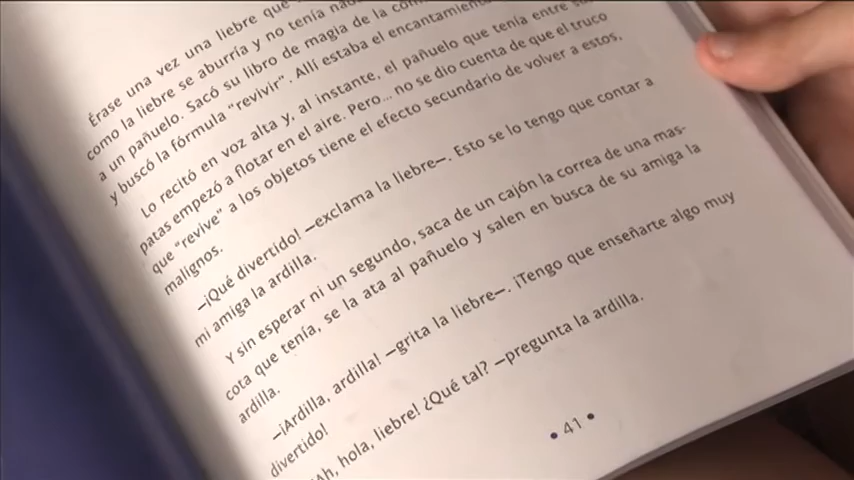 Érase una vez una liebre que
como la liebre se aburría y no tenía nad
a un pañuelo. Sacó su libro de magia de la com
y buscó la fórmula "revivir". Allí estaba el encantamien
Lo recitó en voz alta y, al instante, el pañuelo que tenía entre su
patas empezó a flotar en el aire. Pero... no se dio cuenta de que el truco
que "revive" a los objetos tiene el efecto secundario de volver a estos,
malignos.
—¡Qué divertido! —exclama la liebre—. Esto se lo tengo que contar a
mi amiga la ardilla.
Y sin esperar ni un segundo, saca de un cajón la correa de una mas-
cota que tenía, se la ata al pañuelo y salen en busca de su amiga la
ardilla.
—¡Ardilla, ardilla! —grita la liebre—. ¡Tengo que enseñarte algo muy
divertido!
Ah, hola, liebre! ¿Qué tal? —pregunta la ardilla.
• 41 •